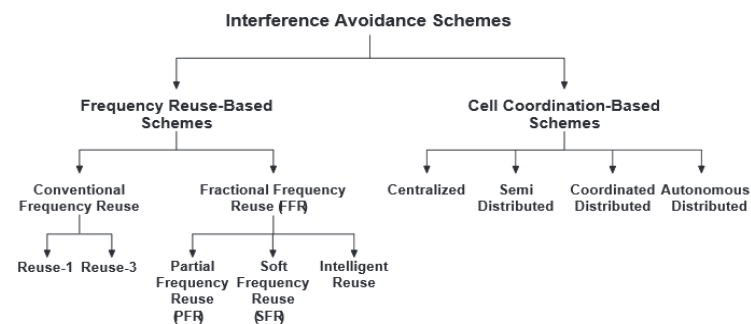 Interference Avoidance Schemes
Frequency Reuse-Based
Schemes
Cell Coordination-Based
Schemes
Conventional
Frequency Reuse
Fractional Frequency
Reuse (FFR)
Centralized
Semi
Distributed
Coordinated
Distributed
Autonomous
Distributed
Reuse-1
Reuse-3
Partial
Frequency
Reuse
(PFR)
Soft
Frequency
Reuse
(SFR)
Intelligent
Reuse